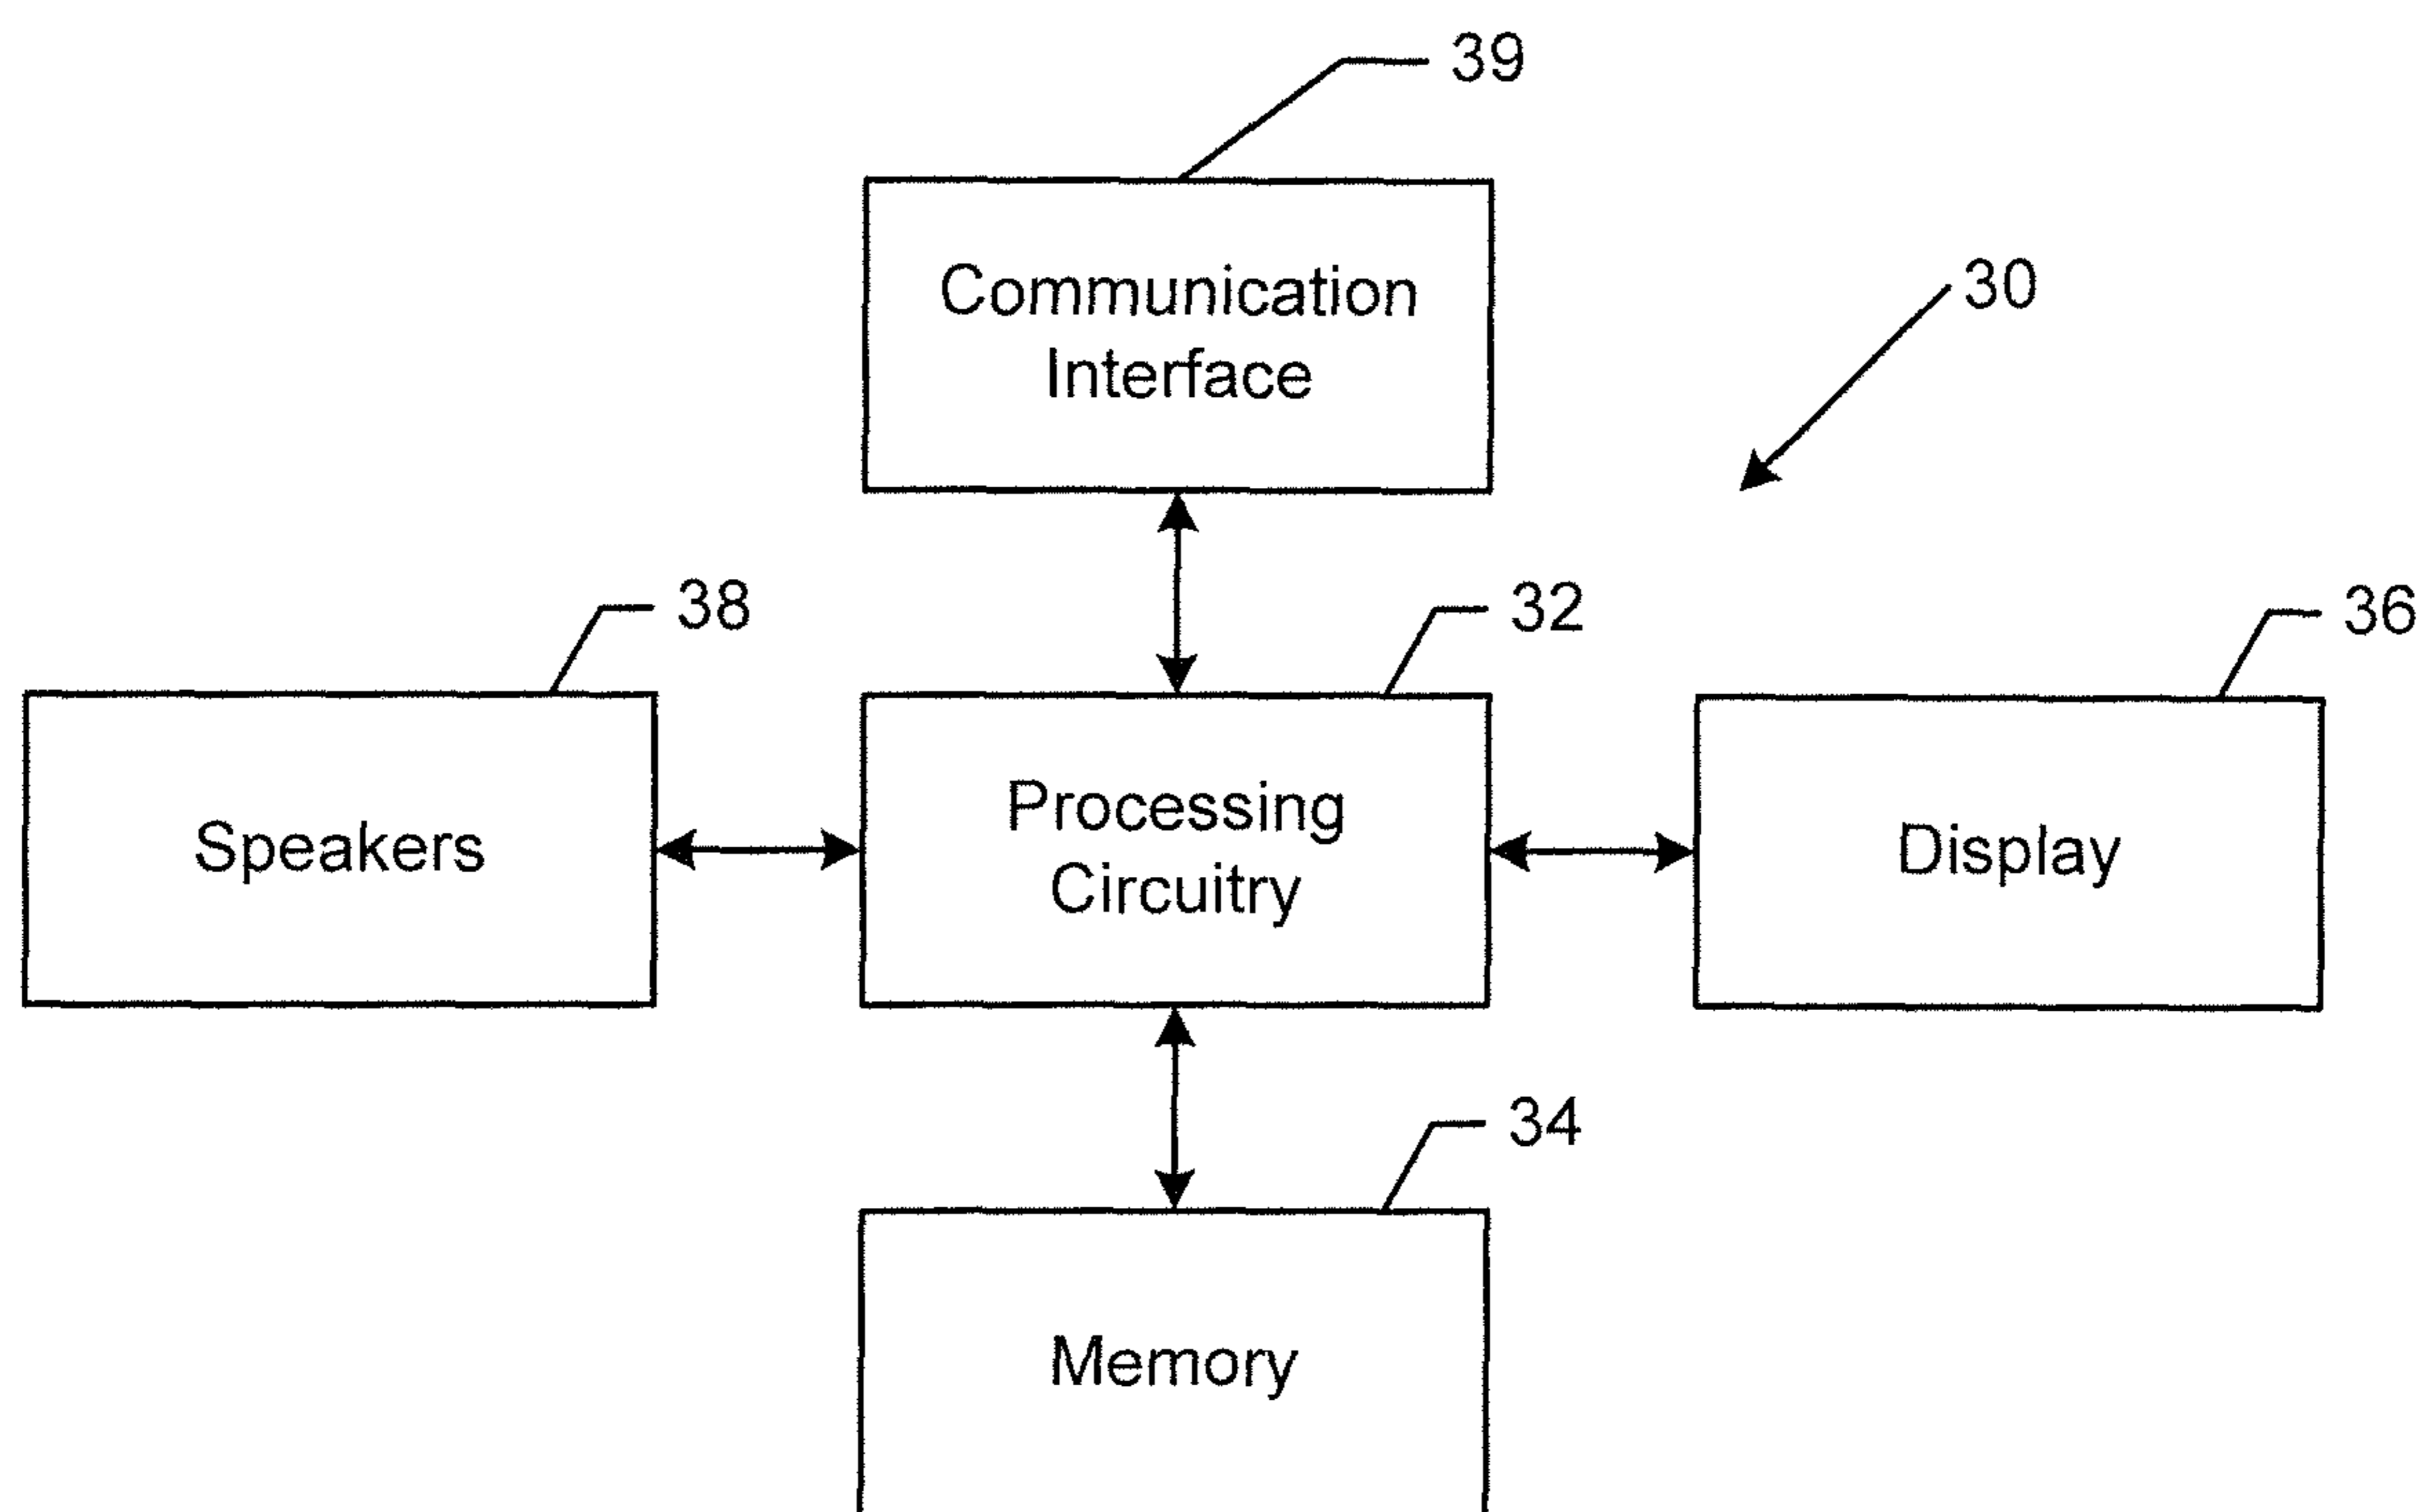 39
Communication
Interface
30
38
32
36
Speakers
Processing
Circuitry
Display
34
Memory